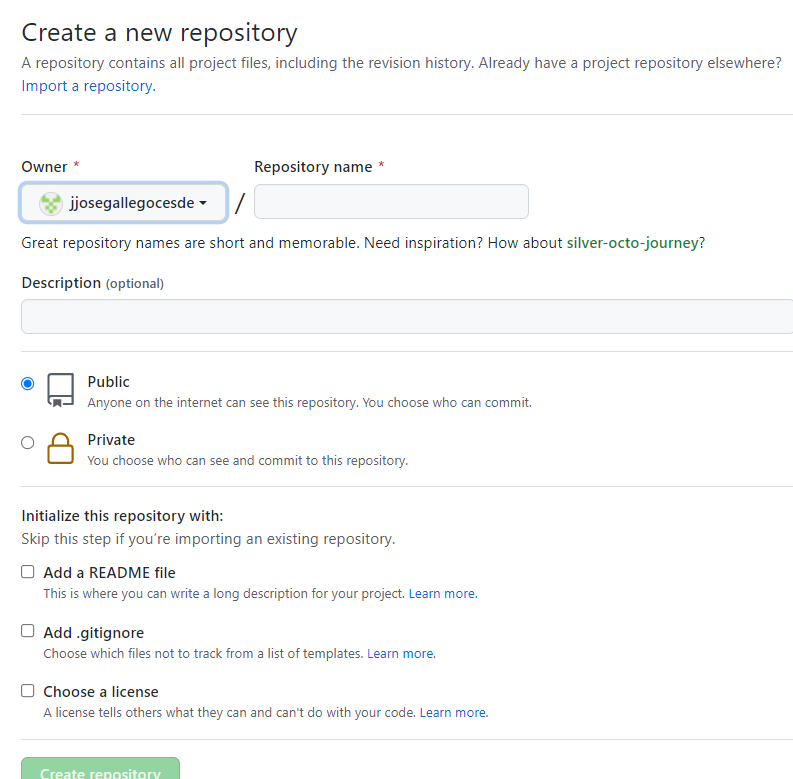 Create a new repository
A repository contains all project files, including the revision history. Already have a project repository elsewhere?
Import a repository.
Owner *
Repository name *
jjosegallegocesde
/
Great repository names are short and memorable. Need inspiration? How about silver-octo-journey?
Description (optional)
Public
Anyone on the internet can see this repository. You choose who can commit.
Private
You choose who can see and commit to this repository.
Initialize this repository with:
Skip this step if you're importing an existing repository.
Add a README file
This is where you can write a long description for your project. Learn more.
Add .gitignore
Choose which files not to track from a list of templates. Learn more.
Choose a license
A license tells others what they can and can't do with your code. Learn more.
Create repository